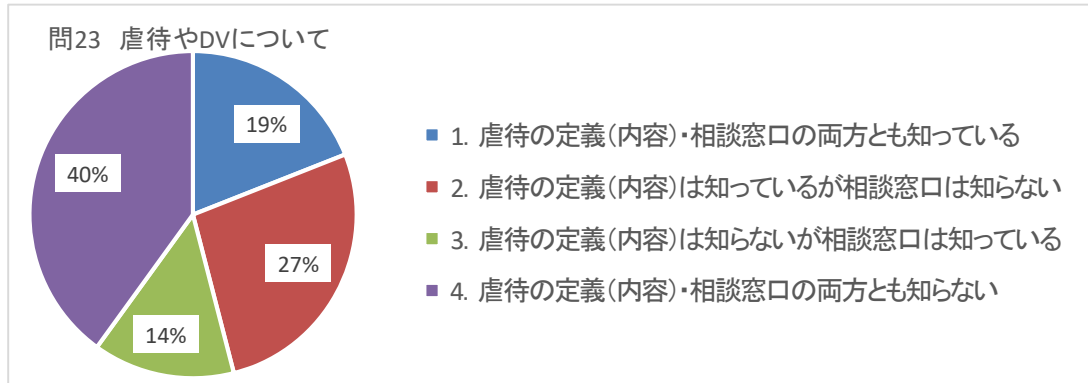 問23 虐待やDVについて
19%
27%
14%
40%
1. 虐待の定義(内容)・相談窓口の両方とも知っている
2. 虐待の定義(内容)は知っているが相談窓口は知らない
3. 虐待の定義(内容)は知らないが相談窓口は知っている
4. 虐待の定義(内容)・相談窓口の両方とも知らない